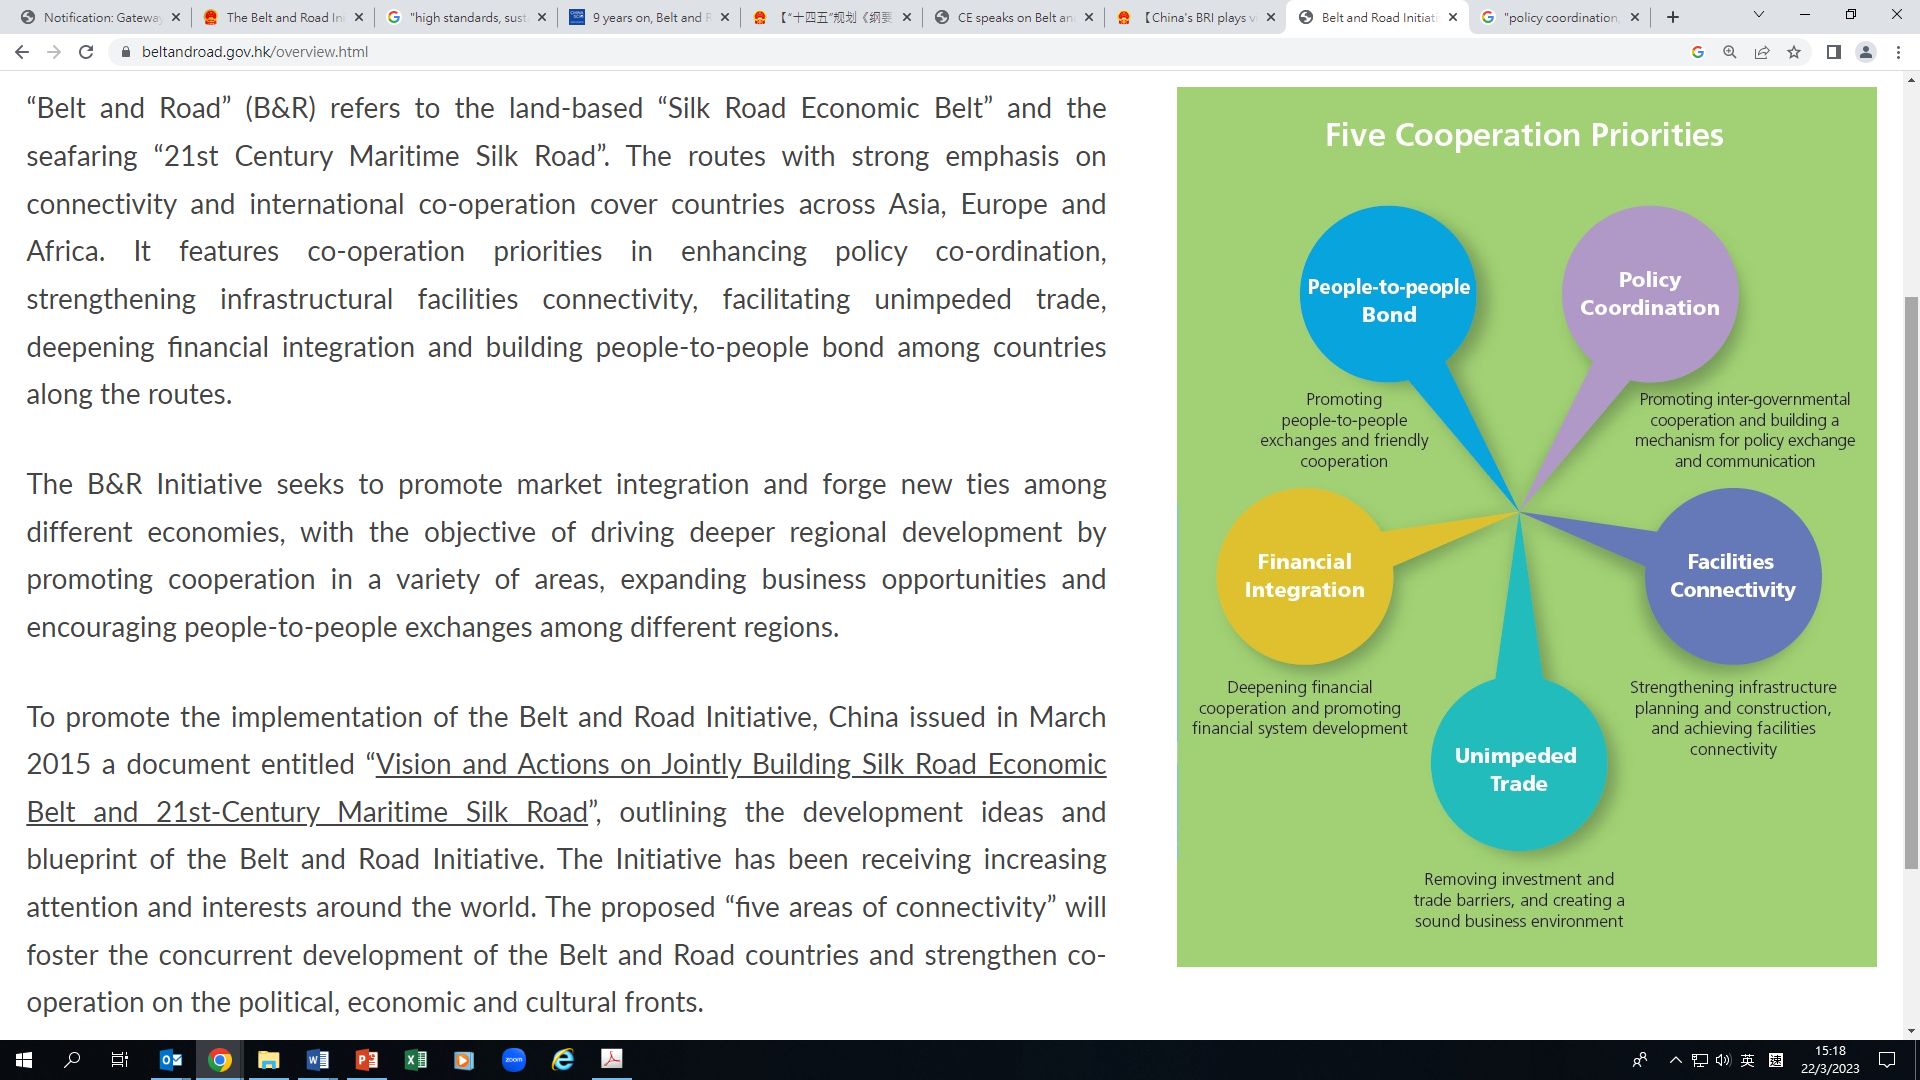 Notification: Gateway
The Belt and Road Ini
"high standards, sust
9 years on, Belt and R
【"十四五"规划《纲要
CE speaks on Belt and
【China's BRI plays vi
Belt and Road Initiati
"policy coordination,
beltandroad.gov.hk/overview.html
“Belt and Road” (B&R) refers to the land-based “Silk Road Economic Belt” and the
seafaring “21st Century Maritime Silk Road”. The routes with strong emphasis on
connectivity and international co-operation cover countries across Asia, Europe and
Africa. It features co-operation priorities in enhancing policy co-ordination,
strengthening infrastructural facilities connectivity, facilitating unimpeded trade,
deepening financial integration and building people-to-people bond among countries
along the routes.
The B&R Initiative seeks to promote market integration and forge new ties among
different economies, with the objective of driving deeper regional development by
promoting cooperation in a variety of areas, expanding business opportunities and
encouraging people-to-people exchanges among different regions.
To promote the implementation of the Belt and Road Initiative, China issued in March
2015 a document entitled “Vision and Actions on Jointly Building Silk Road Economic
Belt and 21st-Century Maritime Silk Road”, outlining the development ideas and
blueprint of the Belt and Road Initiative. The Initiative has been receiving increasing
attention and interests around the world. The proposed “five areas of connectivity” will
foster the concurrent development of the Belt and Road countries and strengthen co-
operation on the political, economic and cultural fronts.
Five Cooperation Priorities
People-to-people
Bond
Promoting
people-to-people
exchanges and friendly
cooperation
Policy
Coordination
Promoting inter-governmental
cooperation and building a
mechanism for policy exchange
and communication
Financial
Integration
Deepening financial
cooperation and promoting
financial system development
Facilities
Connectivity
Strengthening infrastructure
planning and construction,
and achieving facilities
connectivity
Unimpeded
Trade
Removing investment and
trade barriers, and creating a
sound business environment
zoom
英
15:18
22/3/2023